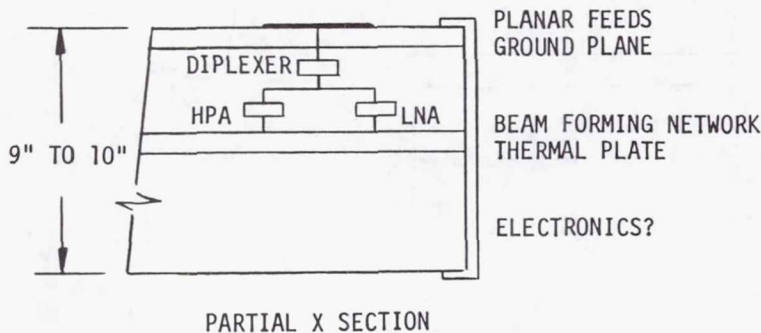 PLANAR FEEDS
GROUND PLANE
DIPLEXER
HPA
LNA
BEAM FORMING NETWORK
THERMAL PLATE
9" TO 10"
ELECTRONICS?
PARTIAL X SECTION